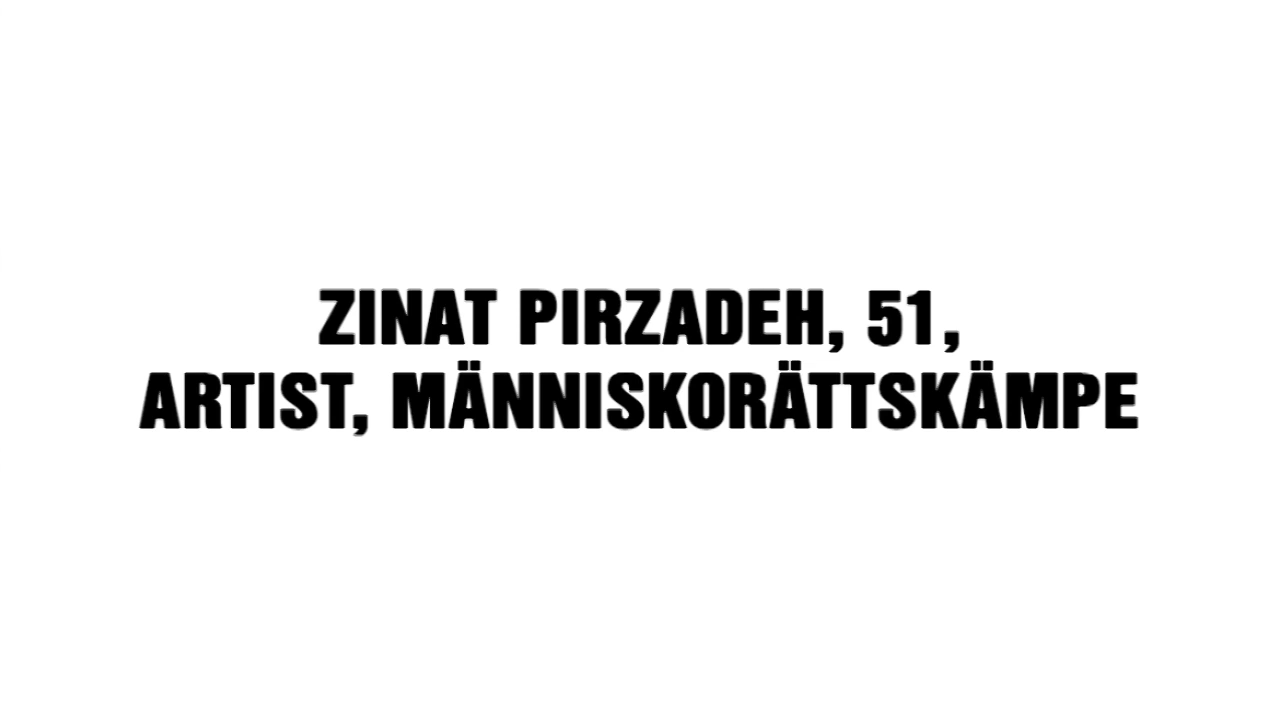 ZINAT PIRZADEH, 51,
ARTIST, MÄNNISKORÄTTSKÄMPE